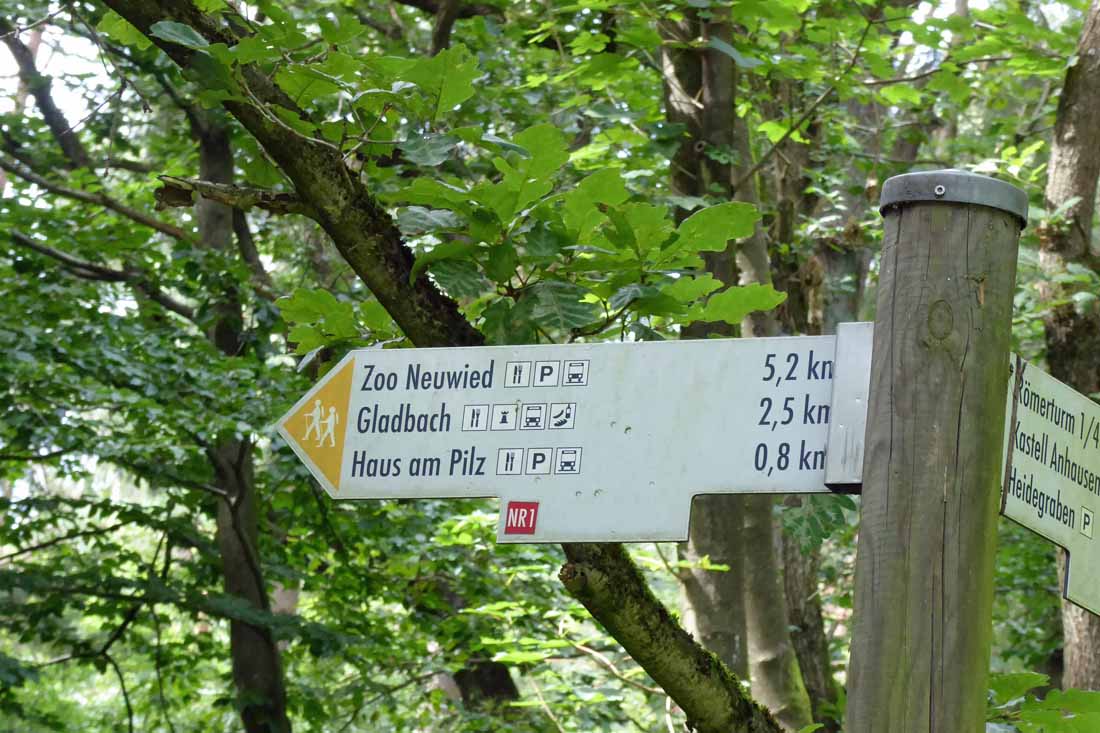 Zoo Neuwied P 5,2 km
Gladbach 2,5 km
Haus am Pilz P 0,8 km
NR1
Römerturm 1/4
Kastell Anhausen
Heidegraben P